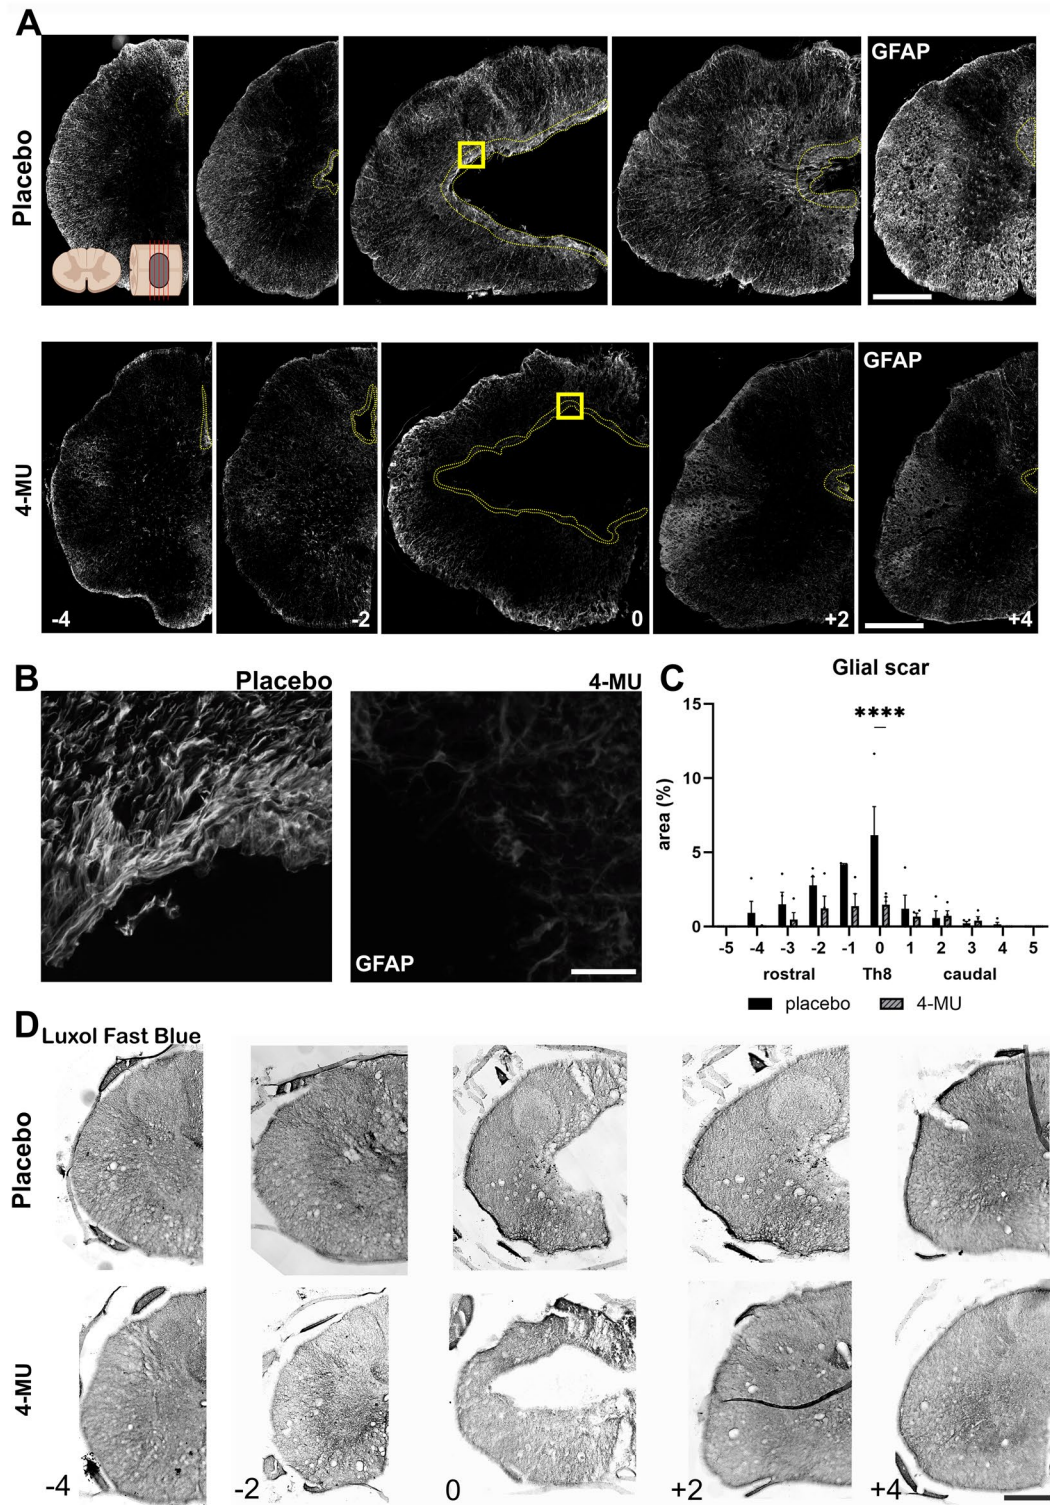 A
Placebo
GFAP
4-MU
GFAP
-4
-2
0
+2
+4
B
Placebo
4-MU
GFAP
C
Glial scar
****
area (%)
15
10
5
0
-5 -4 -3 -2 -1 0 1 2 3 4 5
rostral Th8 caudal
placebo 4-MU
D
Luxol Fast Blue
Placebo
4-MU
-4
-2
0
+2
+4